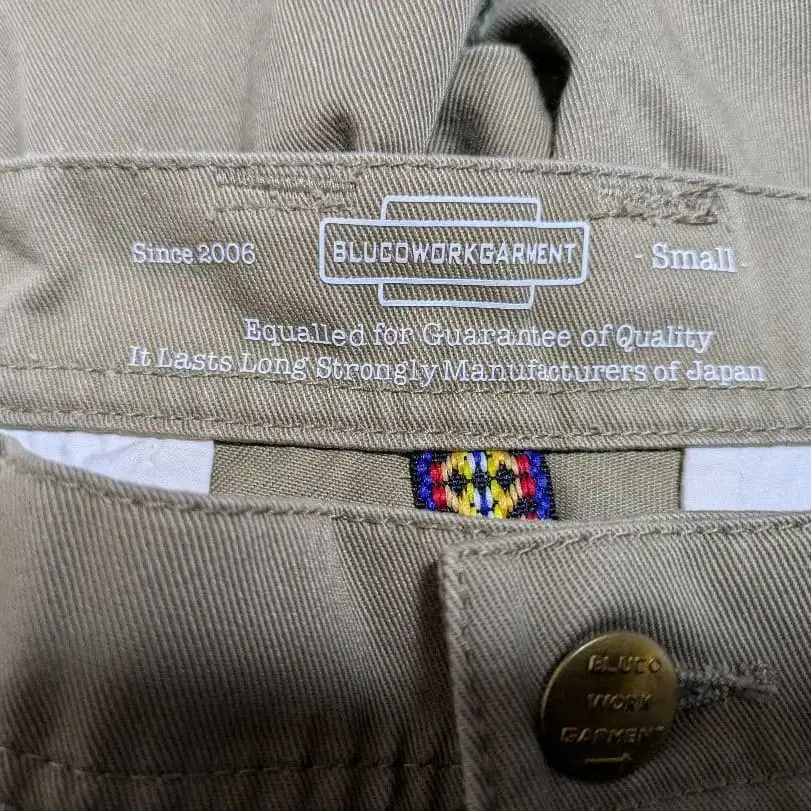 Since 2006
BLUCOWORKGARMENT
Small
Equalled for Guarantee of Quality
It Lasts Long Strongly Manufacturers of Japan
BLUCO
WORK
GARMENT